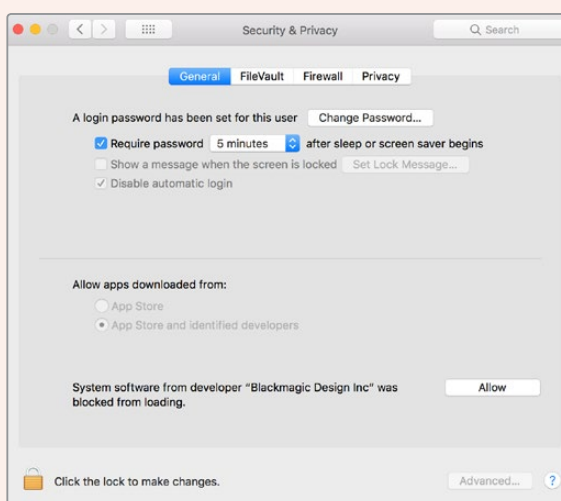 Security & Privacy
Search
General FileVault Firewall Privacy
A login password has been set for this user Change Password...
Require password 5 minutes after sleep or screen saver begins
Show a message when the screen is locked Set Lock Message...
Disable automatic login
Allow apps downloaded from:
App Store
App Store and identified developers
System software from developer “Blackmagic Design Inc” was Allow
blocked from loading.
Click the lock to make changes. Advanced... ?